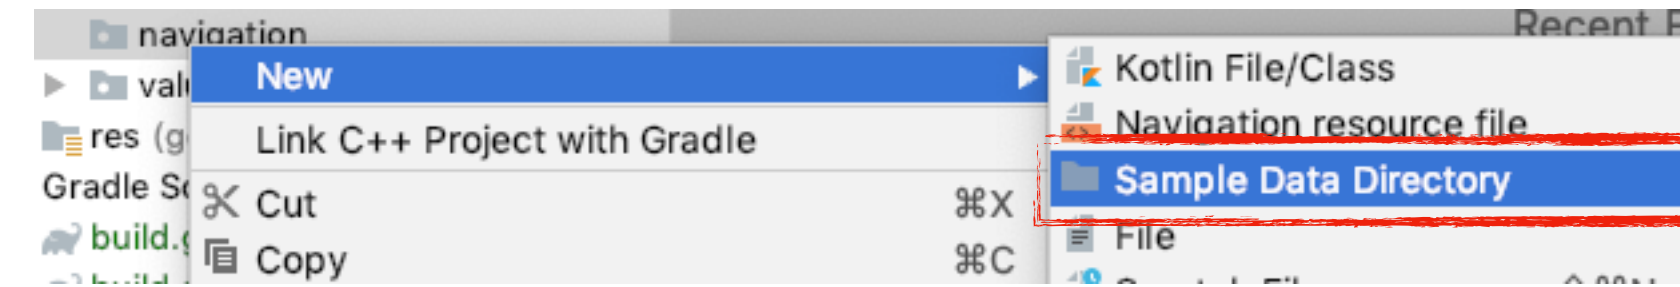 navigation
Recent
New
Kotlin File/Class
Navigation resource file
Link C++ Project with Gradle
res
Sample Data Directory
Gradle
Cut ⌘X
build.
File
Copy ⌘C